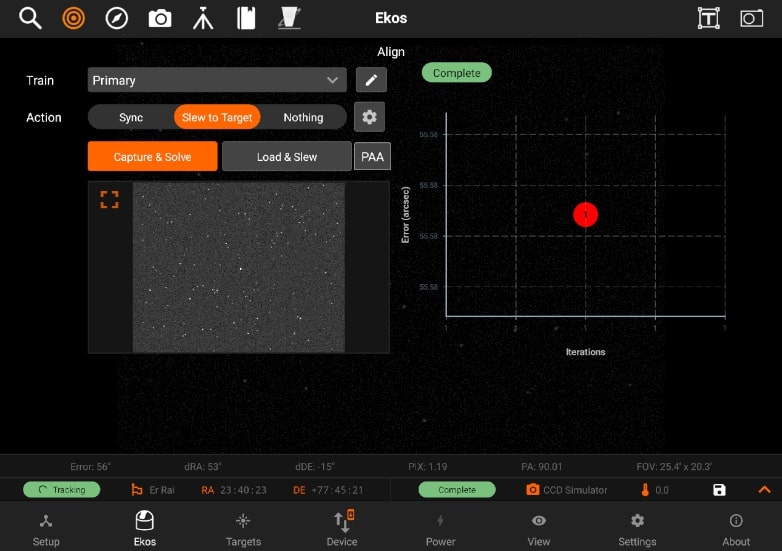 Ekos
Align
Train Primary
Complete
Action Sync Slew to Target Nothing
Capture & Solve Load & Slew PAA
55.58
55.58
55.58
55.58
Error (arcsec)
1
1 1 1 1
Iterations
Error: 56" dRA: 53" dDE: -15" PIX: 1.19 PA: 90.01 FOV: 25.4' x 20.3'
Tracking Er Rai RA 23:40:23 DE +77:45:21 Complete CCD Simulator 0.0
Setup Ekos Targets Device Power View Settings About